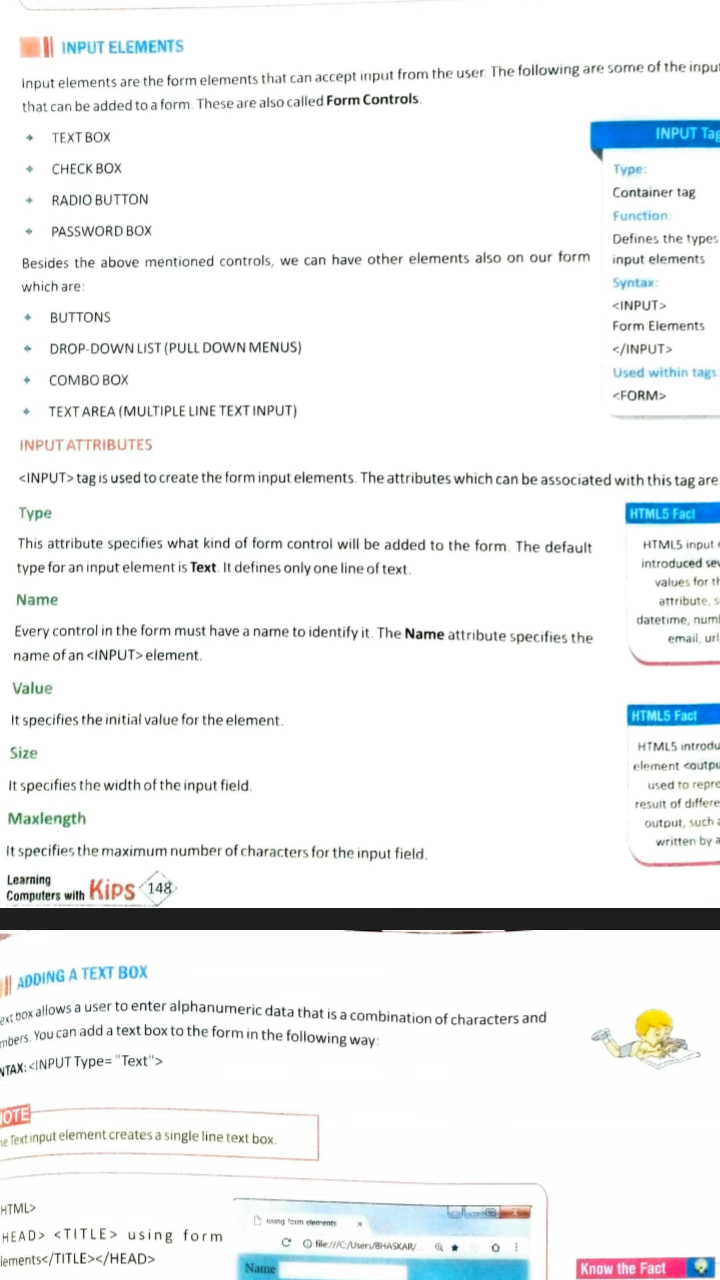 INPUT ELEMENTS
Input elements are the form elements that can accept input from the user. The following are some of the input
that can be added to a form. These are also called Form Controls.
TEXT BOX
CHECK BOX
RADIO BUTTON
PASSWORD BOX
Besides the above mentioned controls, we can have other elements also on our form
which are:
BUTTONS
DROP-DOWN LIST (PULL DOWN MENUS)
COMBO BOX
TEXT AREA (MULTIPLE LINE TEXT INPUT)
INPUT Tag
Type:
Container tag
Function:
Defines the types
input elements
Syntax:
<INPUT>
Form Elements
</INPUT>
Used within tags:
<FORM>
INPUT ATTRIBUTES
<INPUT> tag is used to create the form input elements. The attributes which can be associated with this tag are
Type
This attribute specifies what kind of form control will be added to the form. The default
type for an input element is Text. It defines only one line of text.
Name
Every control in the form must have a name to identify it. The Name attribute specifies the
name of an <INPUT> element.
Value
It specifies the initial value for the element.
Size
It specifies the width of the input field.
Maxlength
It specifies the maximum number of characters for the input field.
HTML5 Fact
HTML5 input
introduced
values for
attribute,
datetime,
email, url
HTML5 Fact
HTML5
element
used to
result of
output, such
written by a
Learning
Computers with Kips 148
ADDING A TEXT BOX
box allows a user to enter alphanumeric data that is a combination of characters and
mbers. You can add a text box to the form in the following way:
NTAX: <INPUT Type= "Text">
OTE
Text input element creates a single line text box.
HTML>
HEAD> <TITLE> using form
lements</TITLE></HEAD>
using form elements
file:///C:/Users/BHASKAR/...
Name
Know the Fact